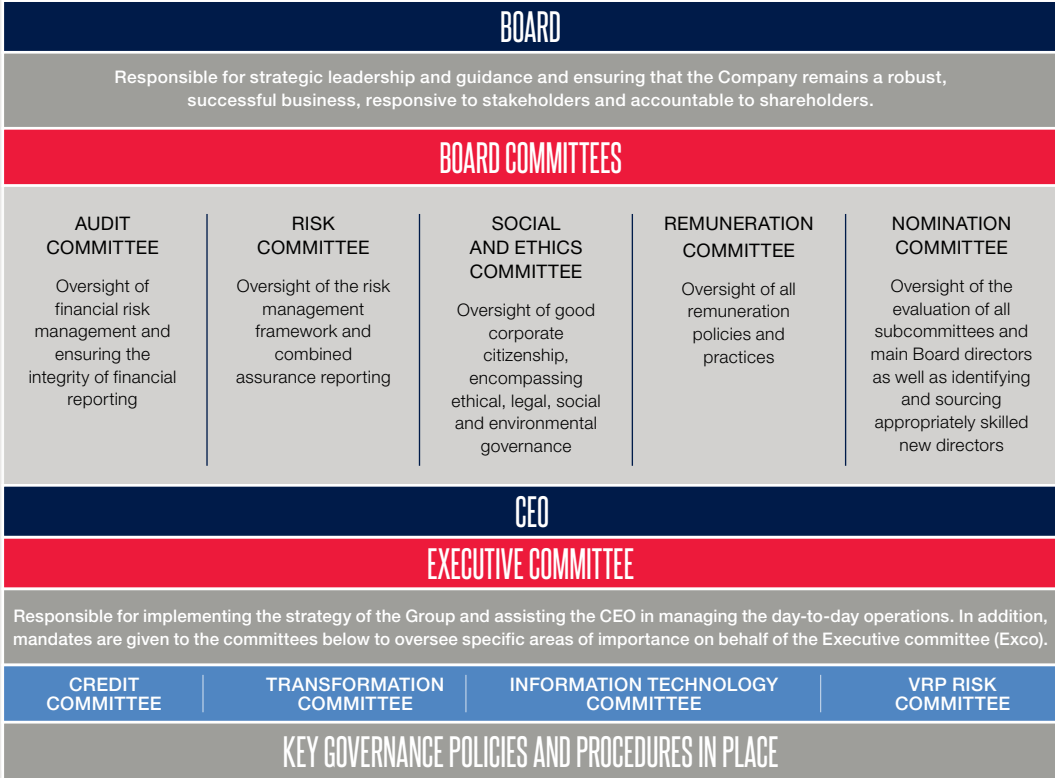 BOARD
Responsible for strategic leadership and guidance and ensuring that the Company remains a robust,
successful business, responsive to stakeholders and accountable to shareholders.
BOARD COMMITTEES
AUDIT
COMMITTEE
Oversight of
financial risk
management and
ensuring the
integrity of financial
reporting
RISK
COMMITTEE
Oversight of the risk
management
framework and
combined
assurance reporting
SOCIAL
AND ETHICS
COMMITTEE
Oversight of good
corporate
citizenship,
encompassing
ethical, legal, social
and environmental
governance
REMUNERATION
COMMITTEE
Oversight of all
remuneration
policies and
practices
NOMINATION
COMMITTEE
Oversight of the
evaluation of all
subcommittees and
main Board directors
as well as identifying
and sourcing
appropriately skilled
new directors
CEO
EXECUTIVE COMMITTEE
Responsible for implementing the strategy of the Group and assisting the CEO in managing the day-to-day operations. In addition,
mandates are given to the committees below to oversee specific areas of importance on behalf of the Executive committee (Exco).
CREDIT
COMMITTEE
TRANSFORMATION
COMMITTEE
INFORMATION TECHNOLOGY
COMMITTEE
VRP RISK
COMMITTEE
KEY GOVERNANCE POLICIES AND PROCEDURES IN PLACE